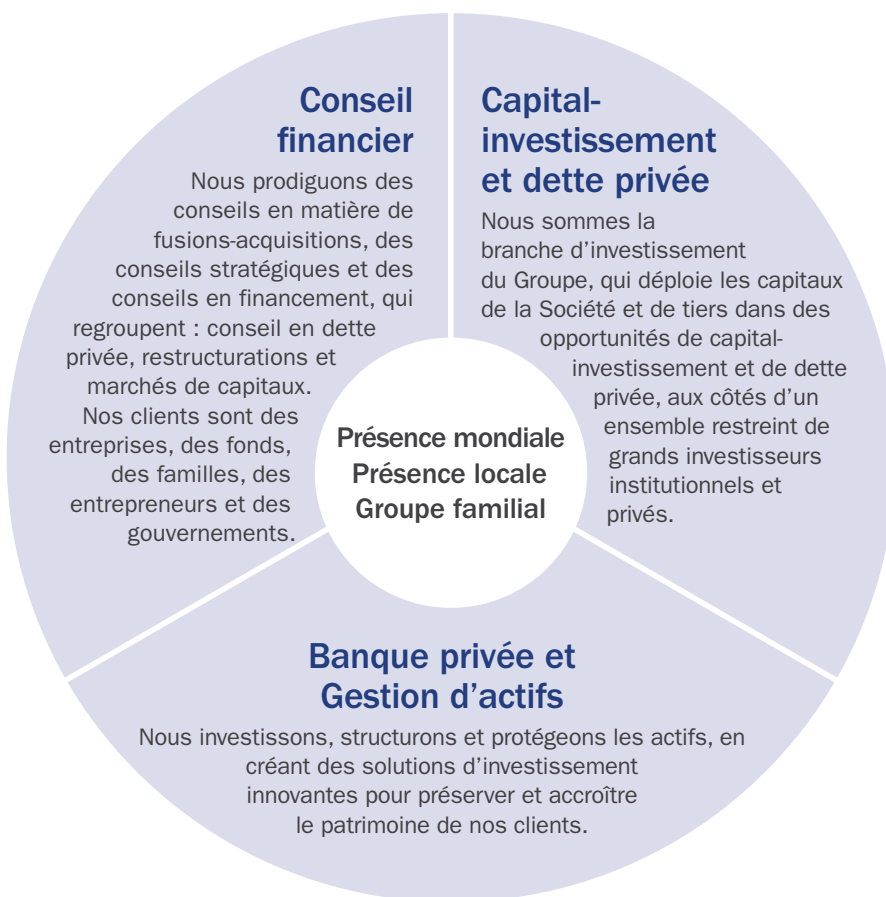 Conseil
financier
Nous prodiguons des
conseils en matière de
fusions-acquisitions, des
conseils stratégiques et des
conseils en financement, qui
regroupent : conseil en dette
privée, restructurations et
marchés de capitaux.
Nos clients sont des
entreprises, des fonds,
des familles, des
entrepreneurs et des
gouvernements.
Capital-
investissement
et dette privée
Nous sommes la
branche d’investissement
du Groupe, qui déploie les capitaux
de la Société et de tiers dans des
opportunités de capital-
investissement et de dette
privée, aux côtés d’un
ensemble restreint de
grands investisseurs
institutionnels et
privés.
Présence mondiale
Présence locale
Groupe familial
Banque privée et
Gestion d’actifs
Nous investissons, structurons et protégeons les actifs, en
créant des solutions d’investissement
innovantes pour préserver et accroître
le patrimoine de nos clients.